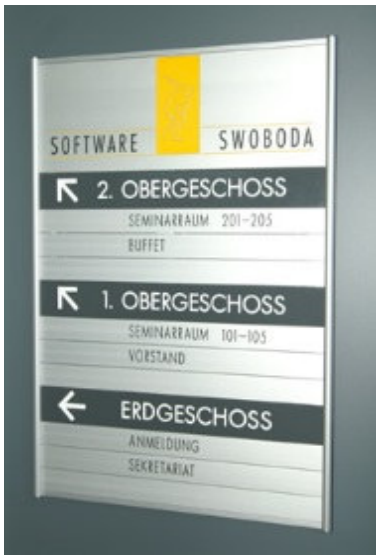 SOFTWARE SWOBODA
2. OBERGESCHOSS
SEMINARRAUM 201-205
BUFFET
1. OBERGESCHOSS
SEMINARRAUM 101-105
VORSTAND
ERDGESCHOSS
ANMELDUNG
SEKRETARIAT